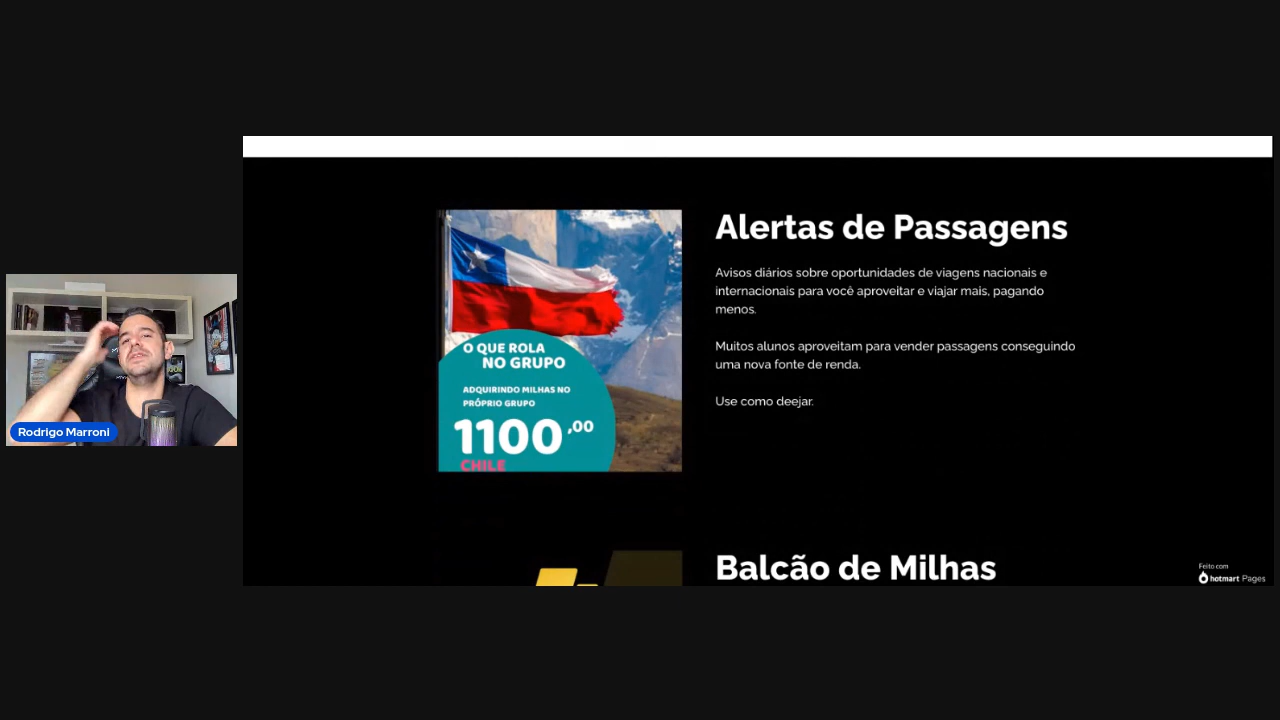 Rodrigo Marroni
O QUE ROLA
NO GRUPO
ADQUIRINDO MILHAS NO
PRÓPRIO GRUPO
1100,00
CHILE
Alertas de Passagens
Avisos diários sobre oportunidades de viagens nacionais e
internacionais para você aproveitar e viajar mais, pagando
menos.
Muitos alunos aproveitam para vender passagens conseguindo
uma nova fonte de renda.
Use como deejar.
Balcão de Milhas
Feito com
hotmart Pages